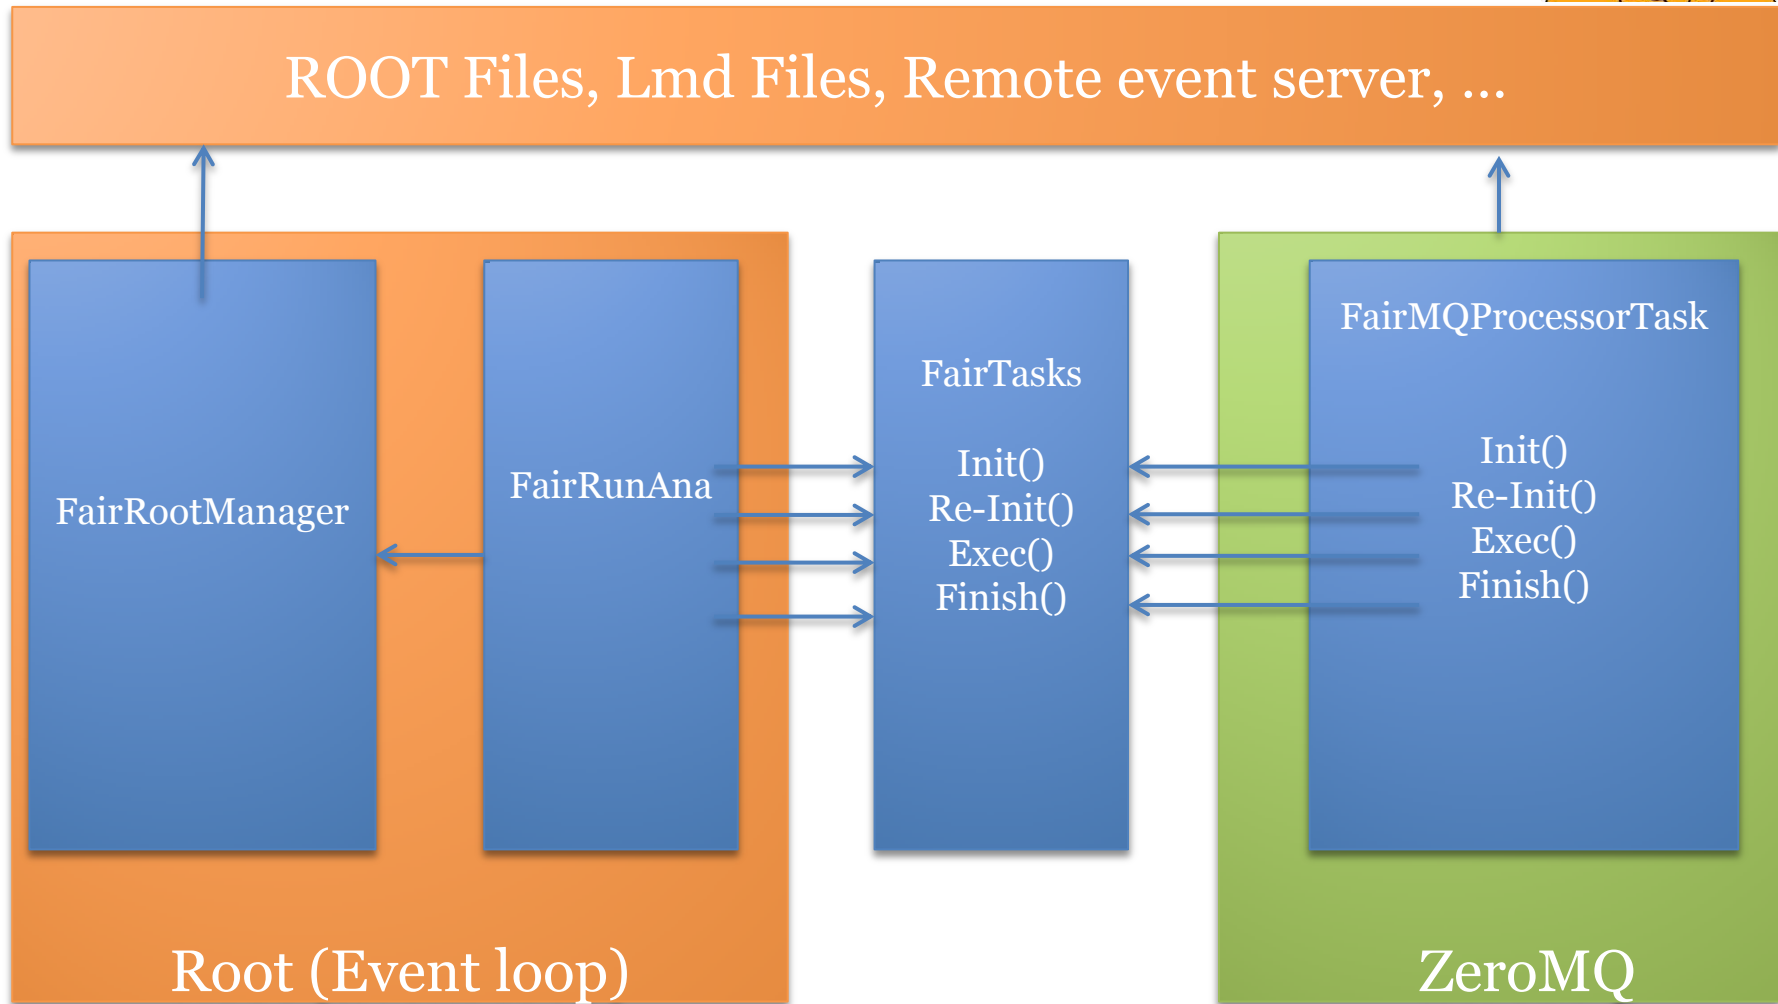 ROOT Files, Lmd Files, Remote event server, ...
FairRootManager
FairRunAna
FairTasks
Init()
Re-Init()
Exec()
Finish()
FairMQProcessorTask
Init()
Re-Init()
Exec()
Finish()
Root (Event loop)
ZeroMQ